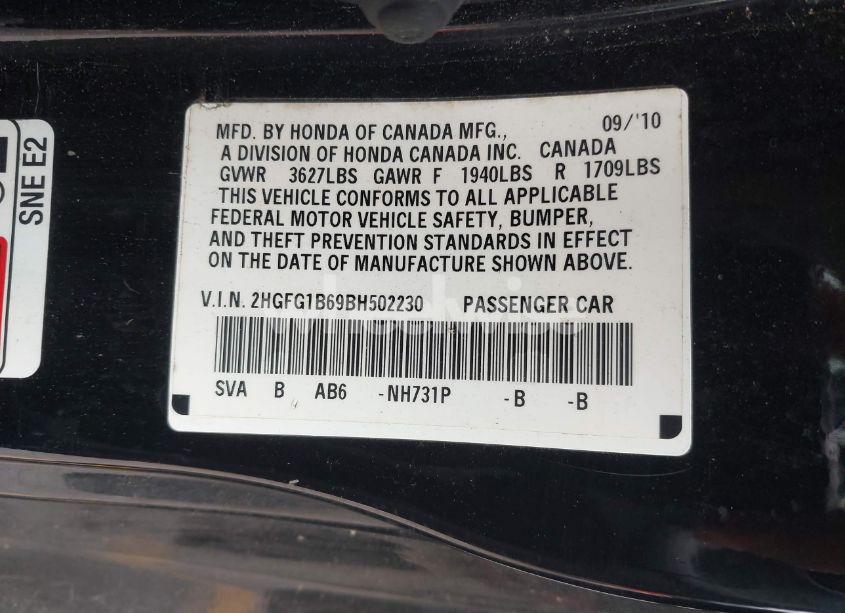 MFD. BY HONDA OF CANADA MFG., 09/'10
A DIVISION OF HONDA CANADA INC. CANADA
GVWR 3627LBS GAWR F 1940LBS R 1709LBS
THIS VEHICLE CONFORMS TO ALL APPLICABLE
FEDERAL MOTOR VEHICLE SAFETY, BUMPER,
AND THEFT PREVENTION STANDARDS IN EFFECT
ON THE DATE OF MANUFACTURE SHOWN ABOVE.
V.I.N. 2HGFG1B69BH502230 PASSENGER CAR
SVA B AB6 -NH731P -B -B
SNE E2